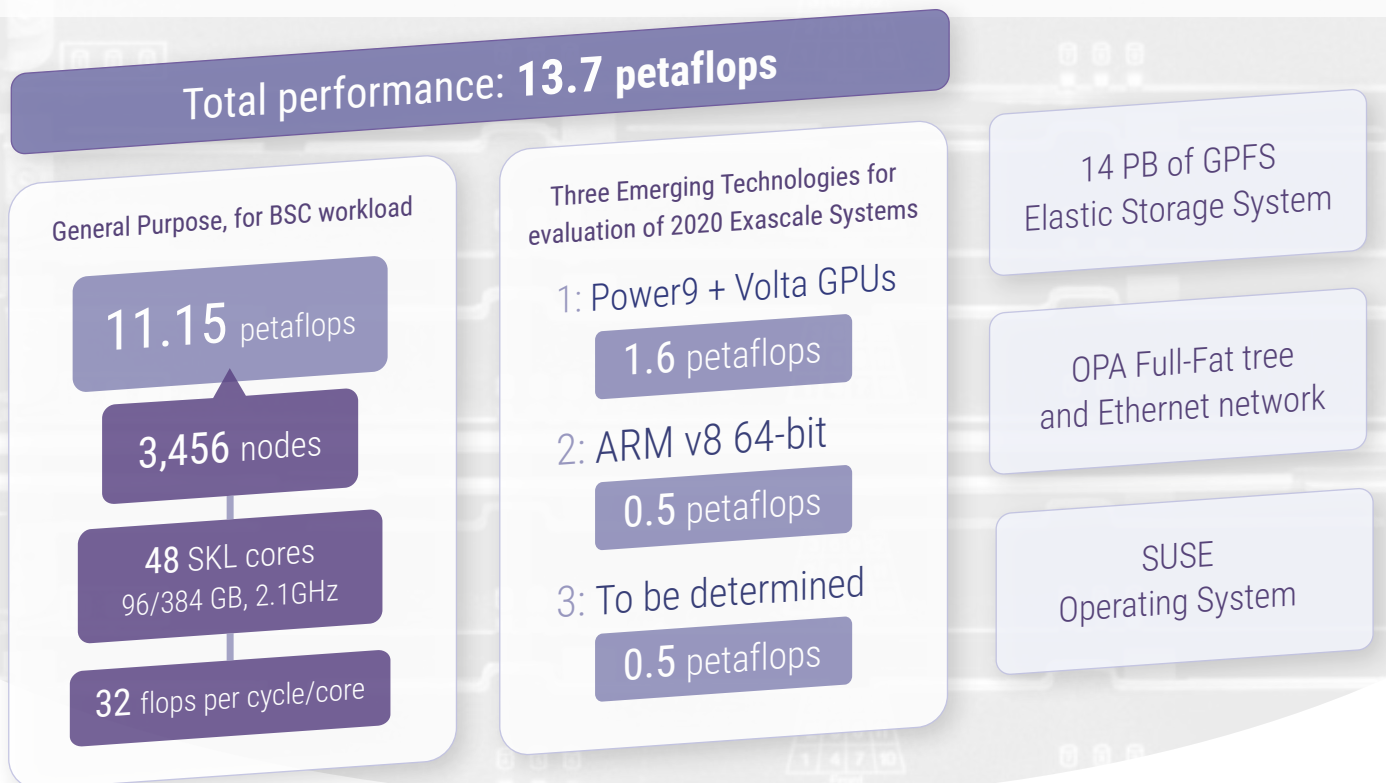 Total performance: 13.7 petaflops
General Purpose, for BSC workload
11.15 petaflops
3,456 nodes
48 SKL cores
96/384 GB, 2.1GHz
32 flops per cycle/core
Three Emerging Technologies for
evaluation of 2020 Exascale Systems
1: Power9 + Volta GPUs
1.6 petaflops
2: ARM v8 64-bit
0.5 petaflops
3: To be determined
0.5 petaflops
14 PB of GPFS
Elastic Storage System
OPA Full-Fat tree
and Ethernet network
SUSE
Operating System